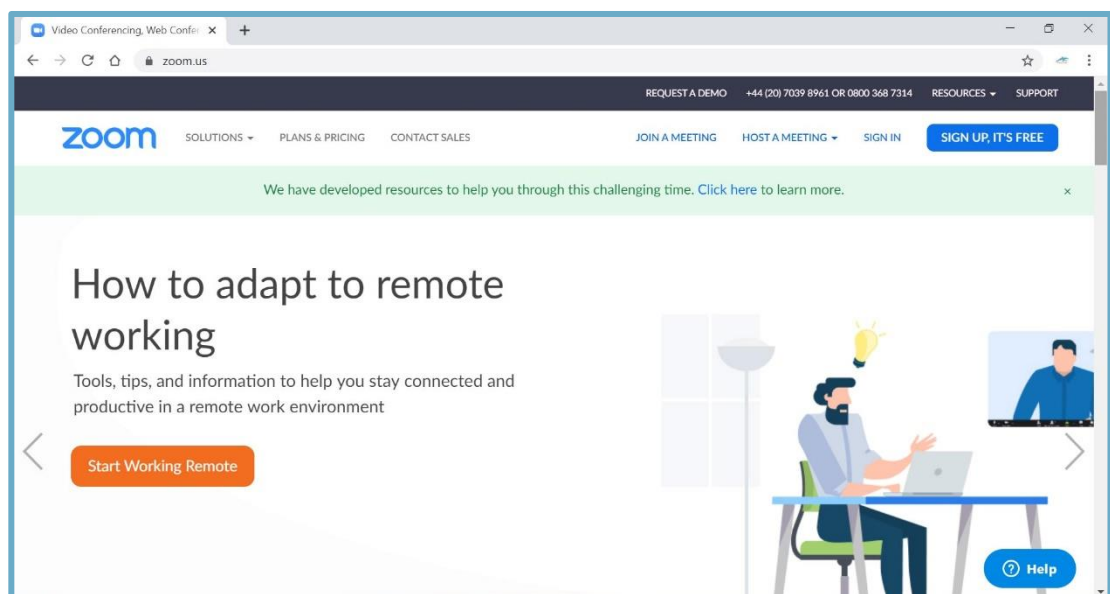 Video Conferencing, Web Confer
zoom.us
REQUEST A DEMO +44 (20) 7039 8961 OR 0800 368 7314 RESOURCES SUPPORT
zoom SOLUTIONS PLANS & PRICING CONTACT SALES JOIN A MEETING HOST A MEETING SIGN IN SIGN UP, IT'S FREE
We have developed resources to help you through this challenging time. Click here to learn more.
How to adapt to remote
working
Tools, tips, and information to help you stay connected and
productive in a remote work environment
Start Working Remote
Help